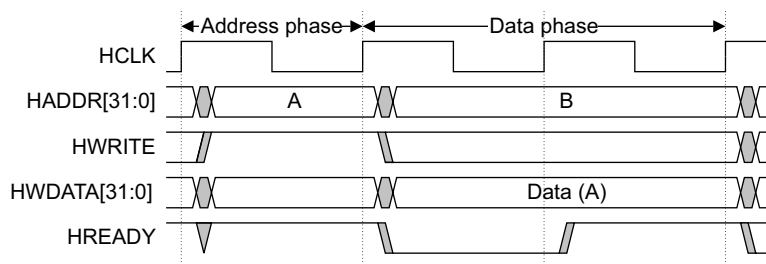 Address phase Data phase
HCLK
HADDR[31:0] A B
HWRITE
HWDATA[31:0] Data (A)
HREADY